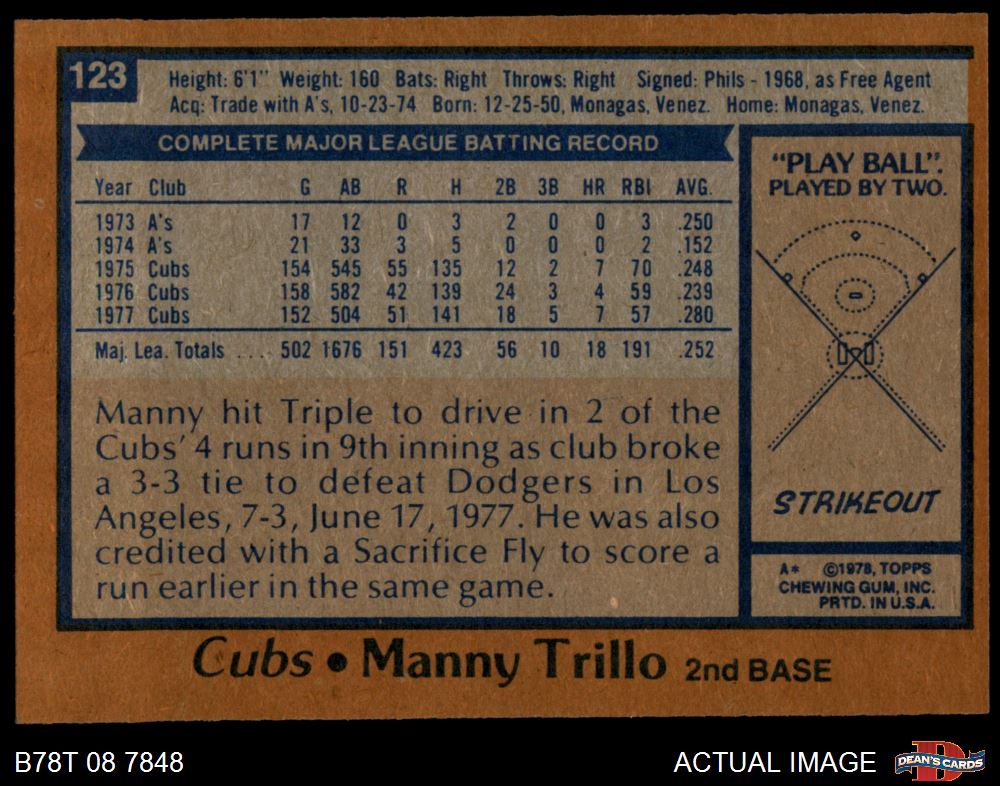 123
Height: 6'1" Weight: 160 Bats: Right Throws: Right Signed: Phils - 1968, as Free Agent
Acq: Trade with A's, 10-23-74 Born: 12-25-50, Monagas, Venez. Home: Monagas, Venez.
COMPLETE MAJOR LEAGUE BATTING RECORD
Year Club G AB R H 2B 3B HR RBI AVG.
1973 A's 17 12 0 3 2 0 0 3 .250
1974 A's 21 33 3 5 0 0 0 2 .152
1975 Cubs 154 545 55 135 12 2 7 70 .248
1976 Cubs 158 582 42 139 24 3 4 59 .239
1977 Cubs 152 504 51 141 18 5 7 57 .280
Maj. Lea. Totals .... 502 1676 151 423 56 10 18 191 .252
Manny hit Triple to drive in 2 of the
Cubs' 4 runs in 9th inning as club broke
a 3-3 tie to defeat Dodgers in Los
Angeles, 7-3, June 17, 1977. He was also
credited with a Sacrifice Fly to score a
run earlier in the same game.
"PLAY BALL".
PLAYED BY TWO.
STRIKEOUT
A* ©1978, TOPPS
CHEWING GUM, INC.
PRTD. IN U.S.A.
Cubs • Manny Trillo 2nd BASE
B78T 08 7848
ACTUAL IMAGE
D
DEAN'S CARDS